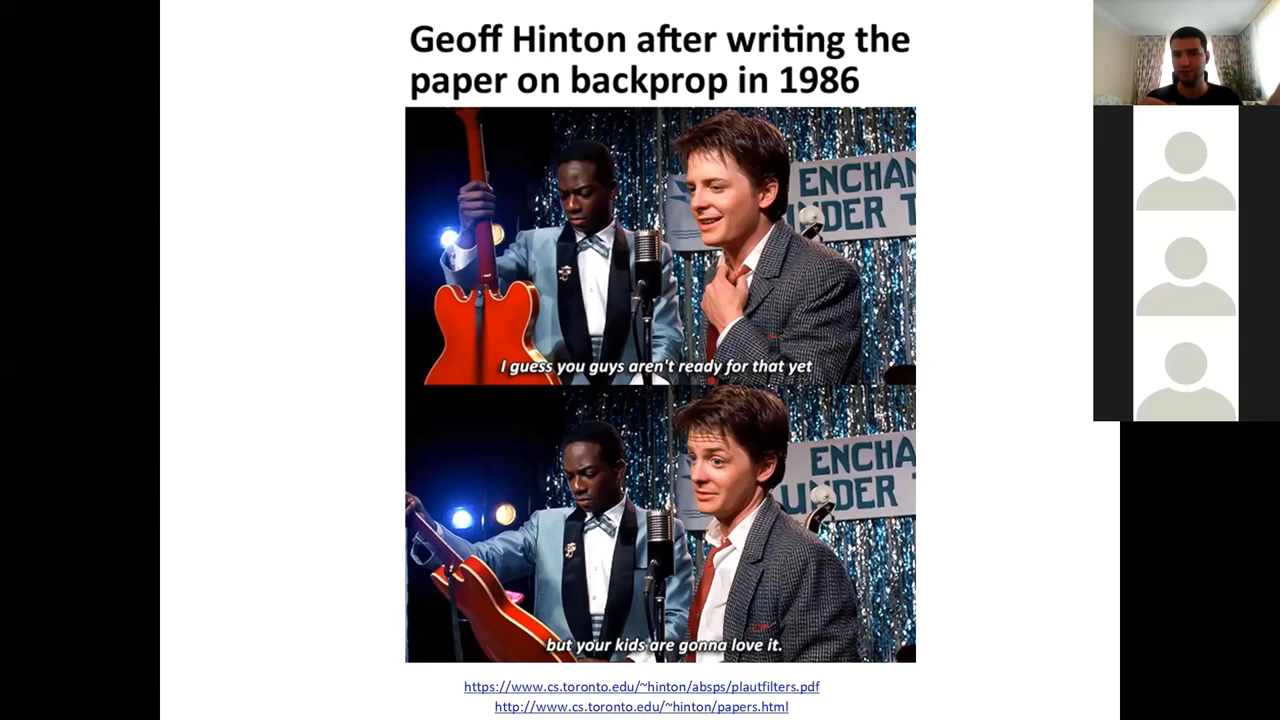 Geoff Hinton after writing the
paper on backprop in 1986
ENCHAN
UNDER T
I guess you guys aren't ready for that yet
ENCHA
UNDER T
but your kids are gonna love it.
https://www.cs.toronto.edu/~hinton/absps/plautfilters.pdf
http://www.cs.toronto.edu/~hinton/papers.html